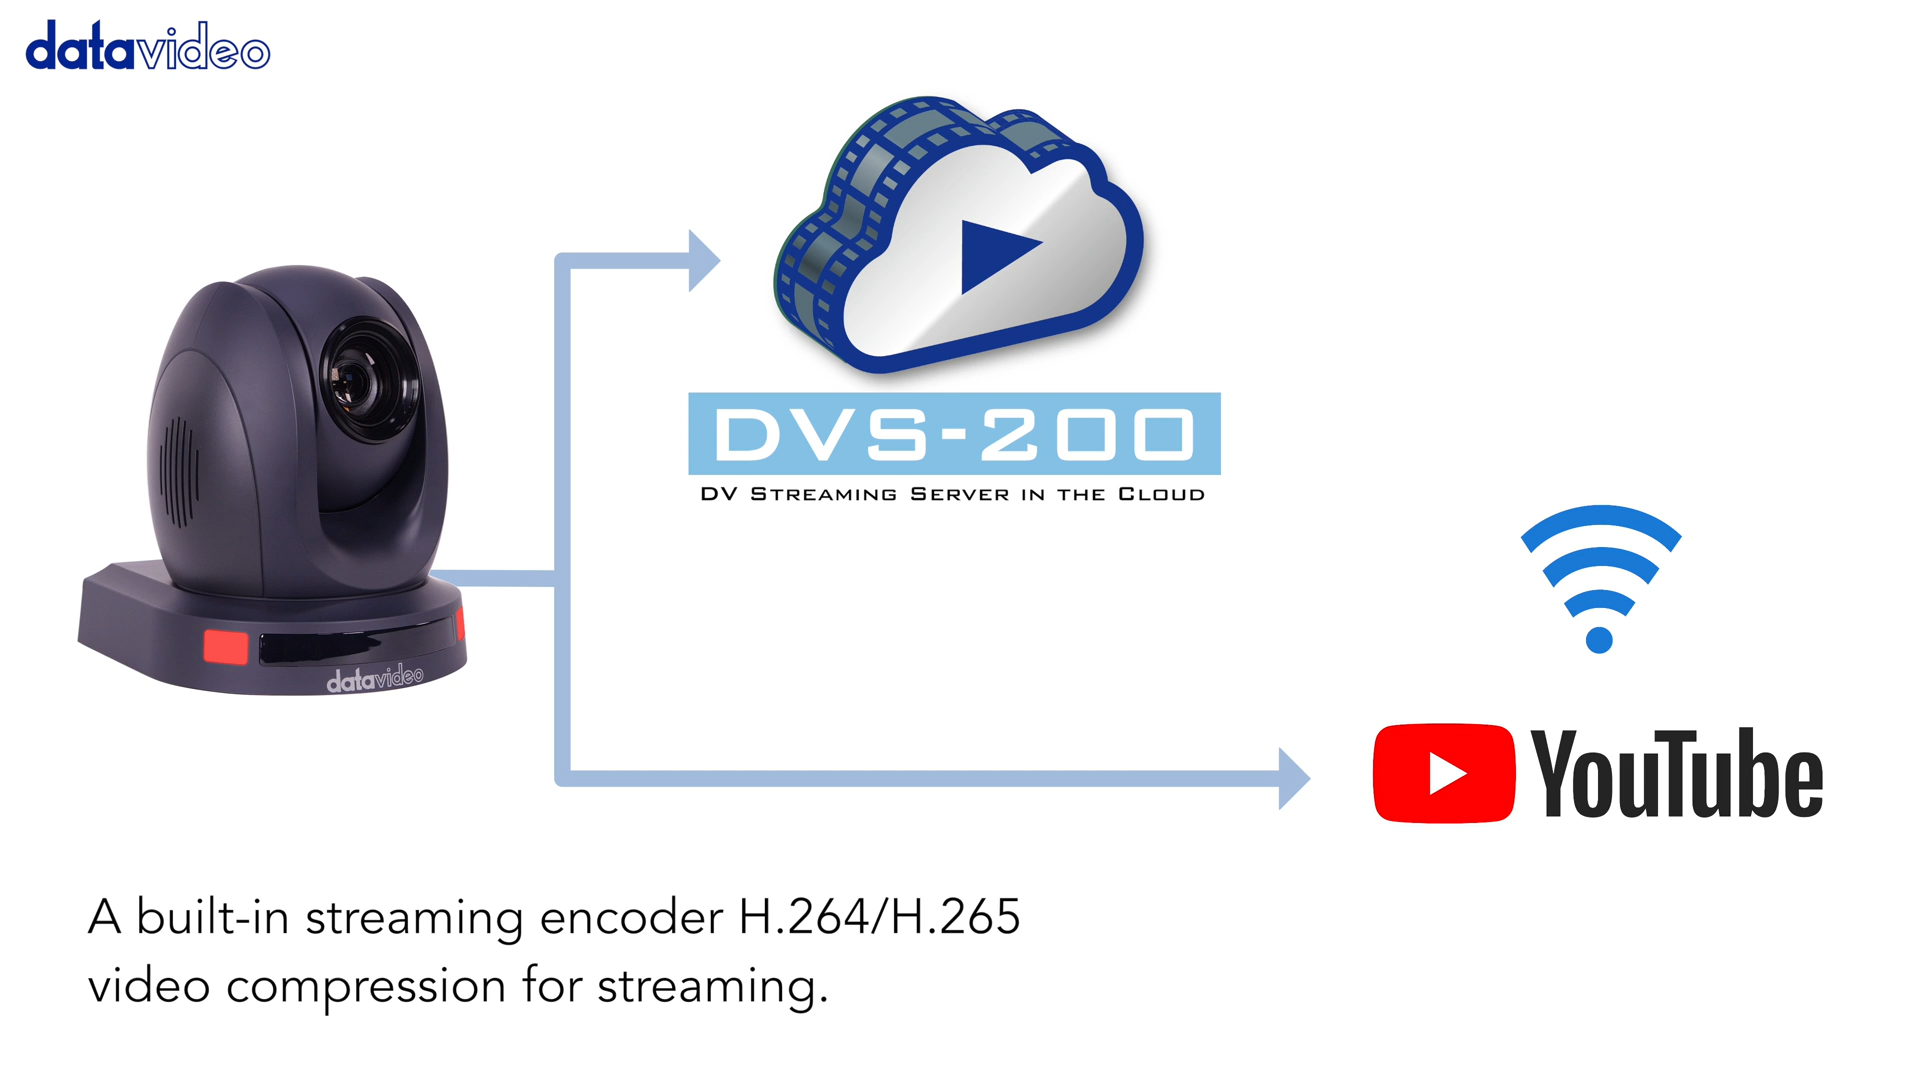 datavideo
DVS-200
DV Streaming Server in the Cloud
datavideo
YouTube
A built-in streaming encoder H.264/H.265
video compression for streaming.